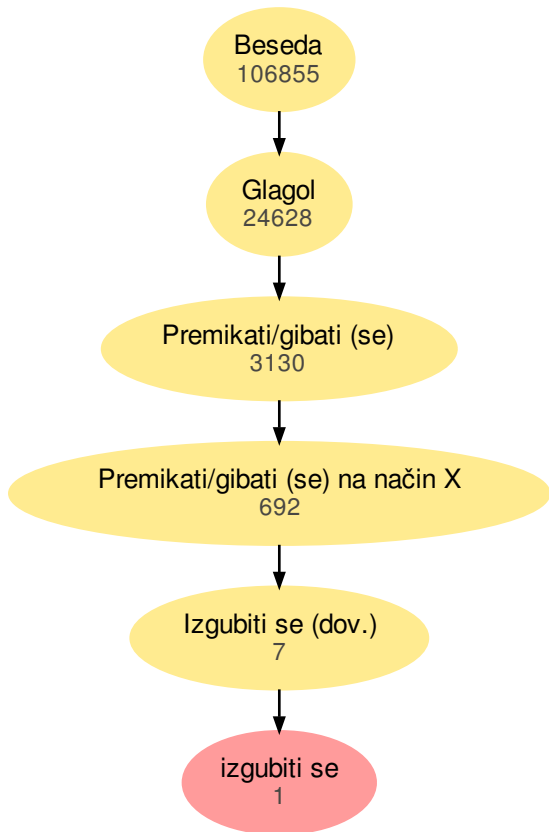 Beseda
106855
Glagol
24628
Premikati/gibati (se)
3130
Premikati/gibati (se) na način X
692
Izgubiti se (dov.)
7
izgubiti se
1